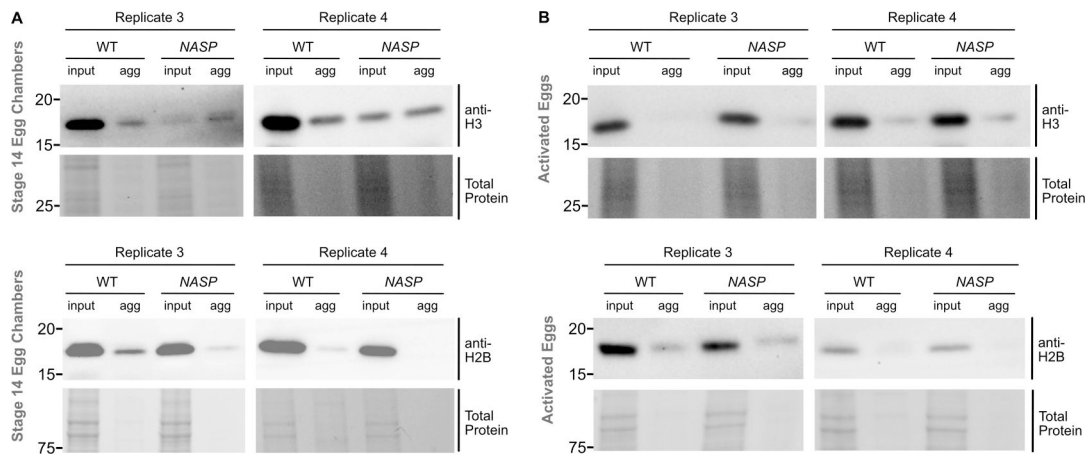 A
Replicate 3 Replicate 4
WT NASP WT NASP
input agg input agg input agg input agg
Stage 14 Egg Chambers
20
15
anti-
H3
25
Total
Protein
Replicate 3 Replicate 4
WT NASP WT NASP
input agg input agg input agg input agg
Stage 14 Egg Chambers
20
15
anti-
H2B
75
Total
Protein
B
Replicate 3 Replicate 4
WT NASP WT NASP
input agg input agg input agg input agg
Activated Eggs
20
15
anti-
H3
25
Total
Protein
Replicate 3 Replicate 4
WT NASP WT NASP
input agg input agg input agg input agg
Activated Eggs
20
15
anti-
H2B
75
Total
Protein